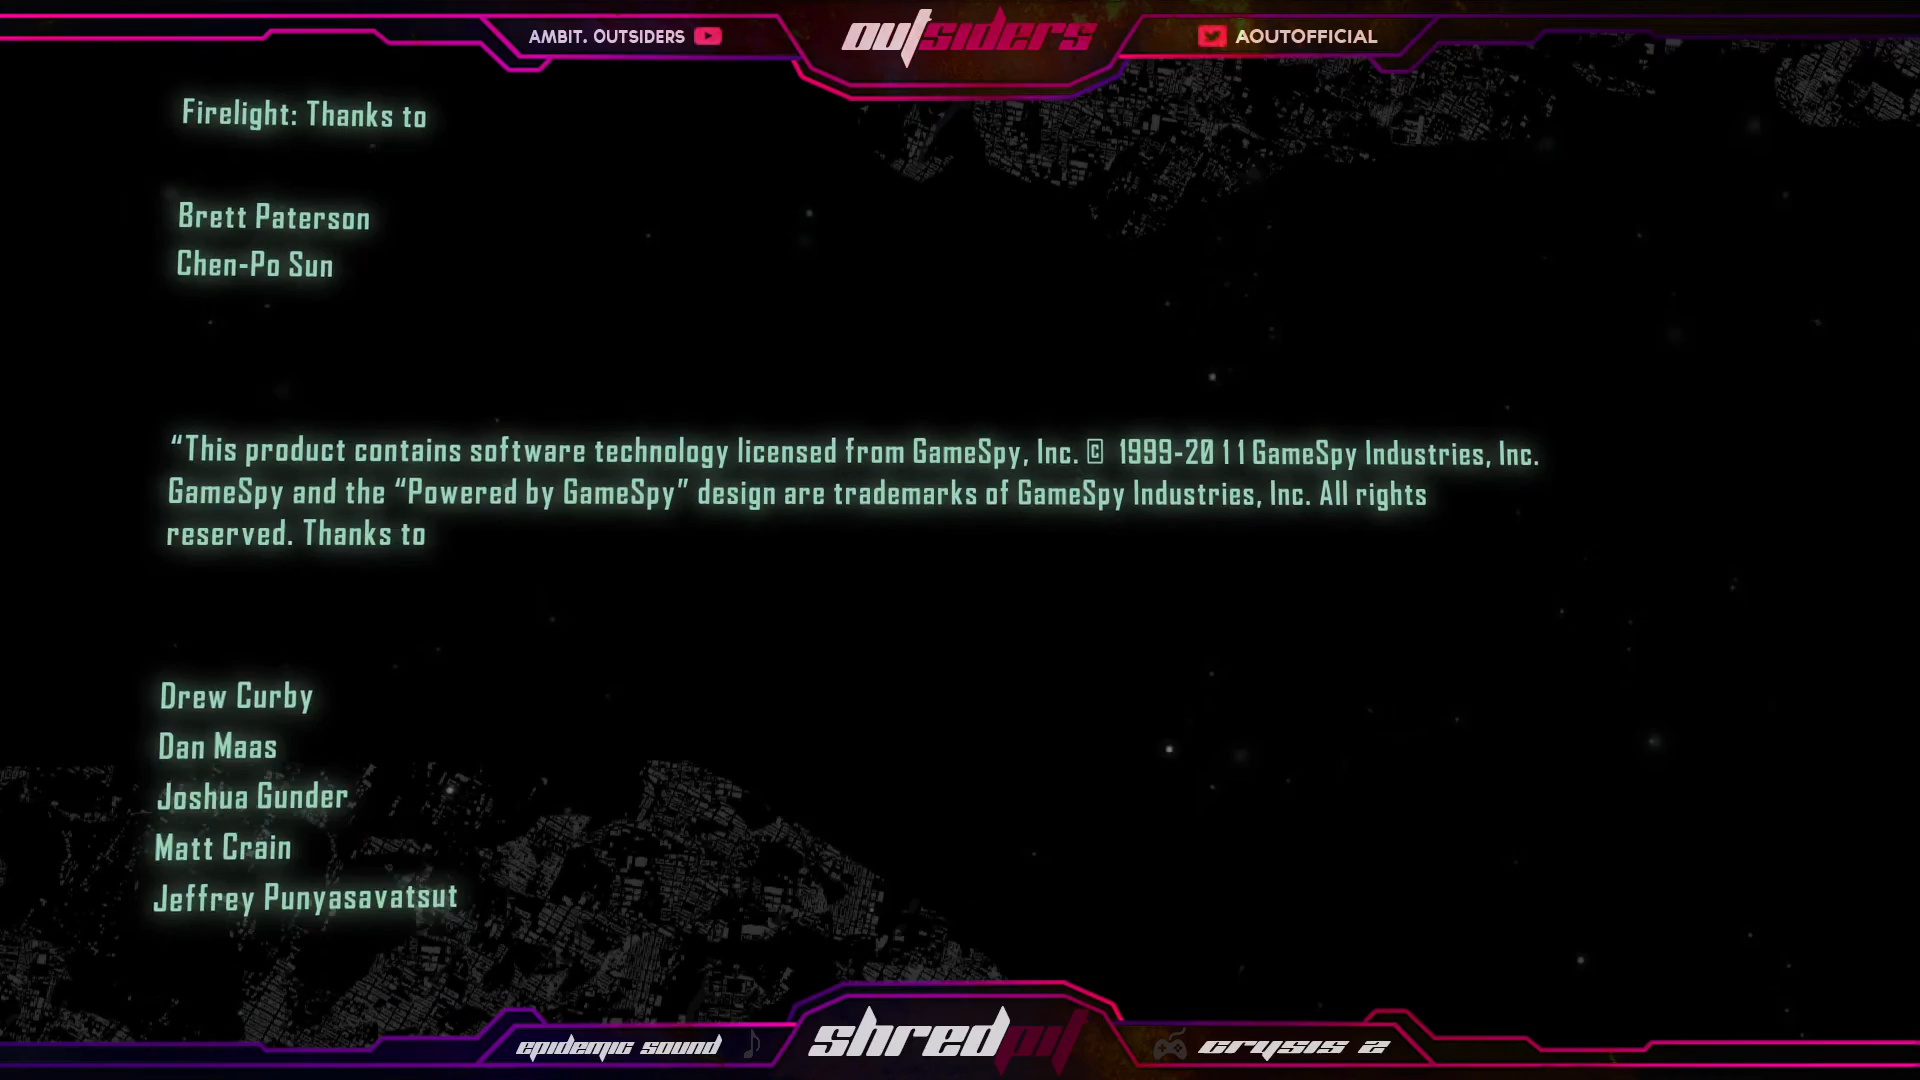 AMBIT. OUTSIDERS
outsiders
AOUTOFFICIAL
Firelight: Thanks to
Brett Paterson
Chen-Po Sun
“This product contains software technology licensed from GameSpy, Inc. © 1999-2011 GameSpy Industries, Inc.
GameSpy and the “Powered by GameSpy” design are trademarks of GameSpy Industries, Inc. All rights
reserved. Thanks to
Drew Curby
Dan Maas
Joshua Gunder
Matt Crain
Jeffrey Punyasavatsut
epidemic sound
shredpit
crysis 2